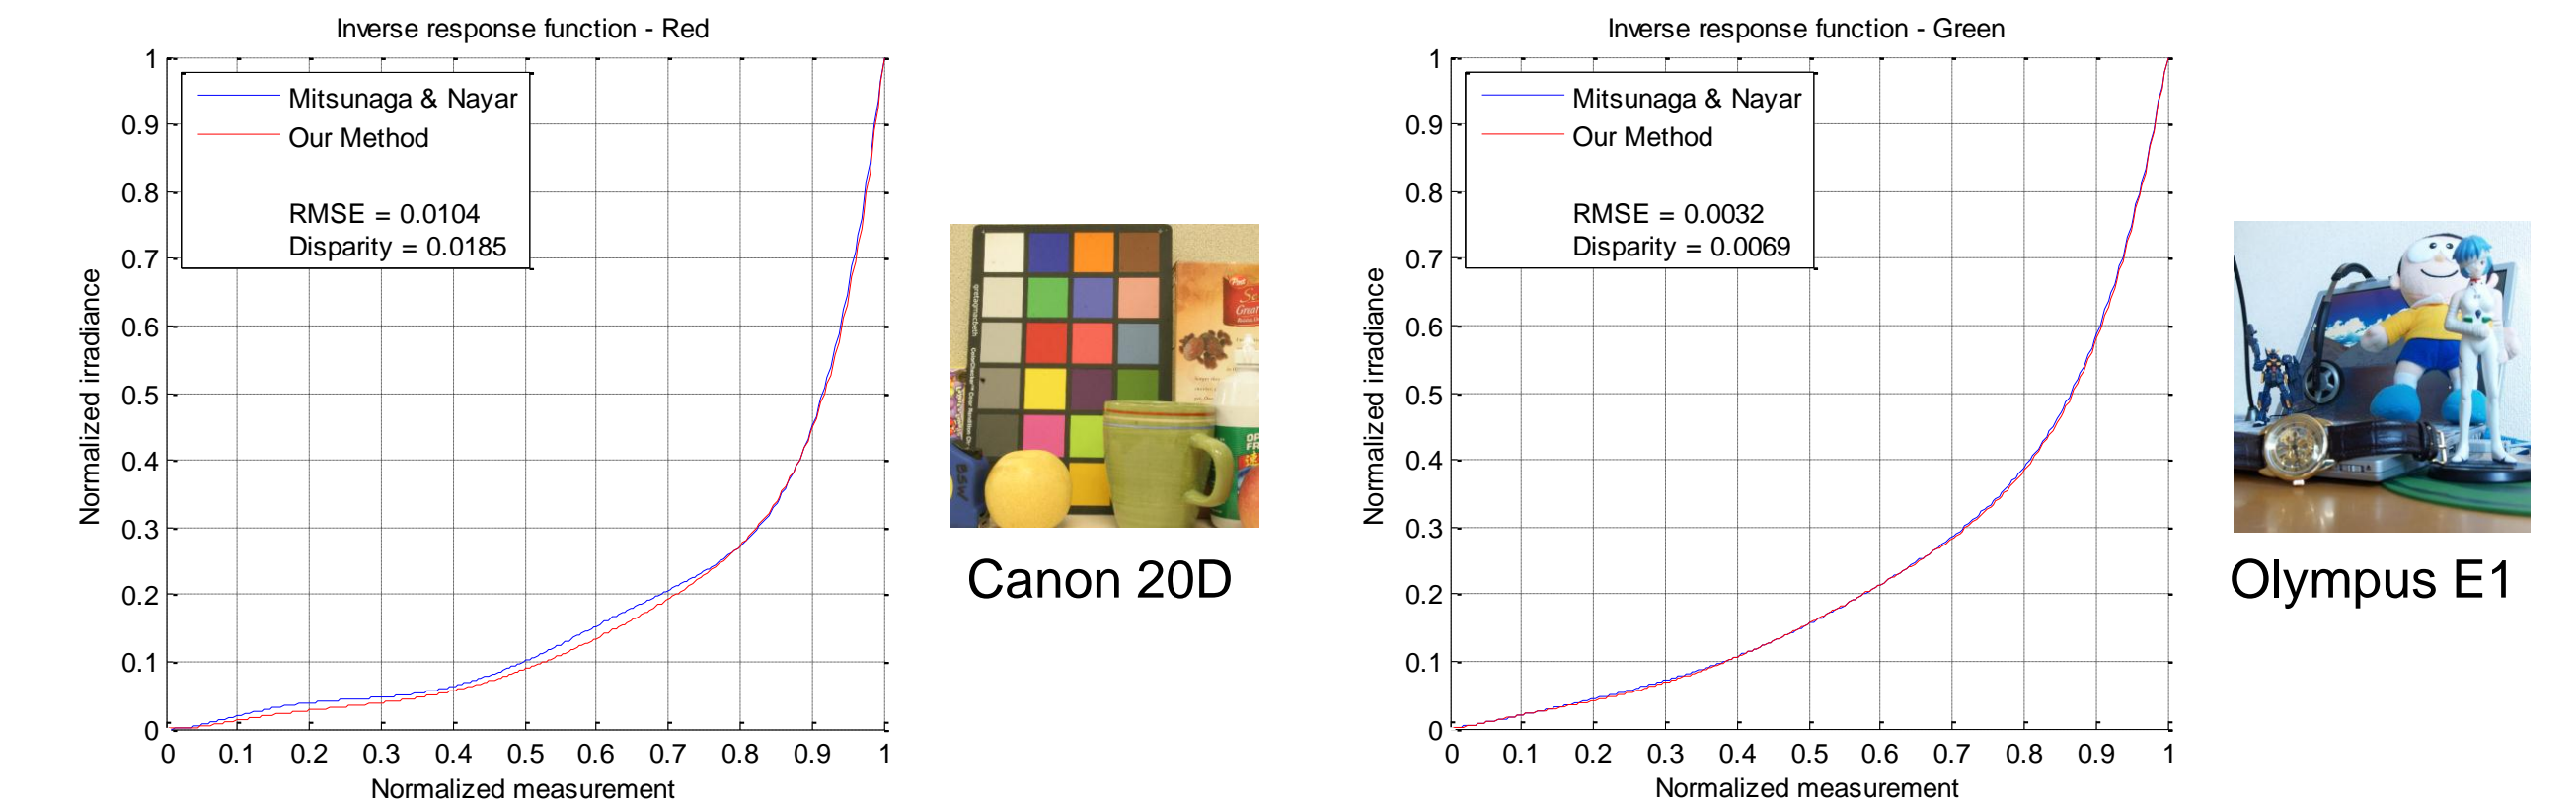 Inverse response function - Red
1
0.9
0.8
0.7
0.6
0.5
0.4
0.3
0.2
0.1
0
Normalized irradiance
Mitsunaga & Nayar
Our Method
RMSE = 0.0104
Disparity = 0.0185
0 0.1 0.2 0.3 0.4 0.5 0.6 0.7 0.8 0.9 1
Normalized measurement
gretagmacbeth
Post
Great
BSW
Canon 20D
Inverse response function - Green
1
0.9
0.8
0.7
0.6
0.5
0.4
0.3
0.2
0.1
0
Normalized irradiance
Mitsunaga & Nayar
Our Method
RMSE = 0.0032
Disparity = 0.0069
0 0.1 0.2 0.3 0.4 0.5 0.6 0.7 0.8 0.9 1
Normalized measurement
Olympus E1